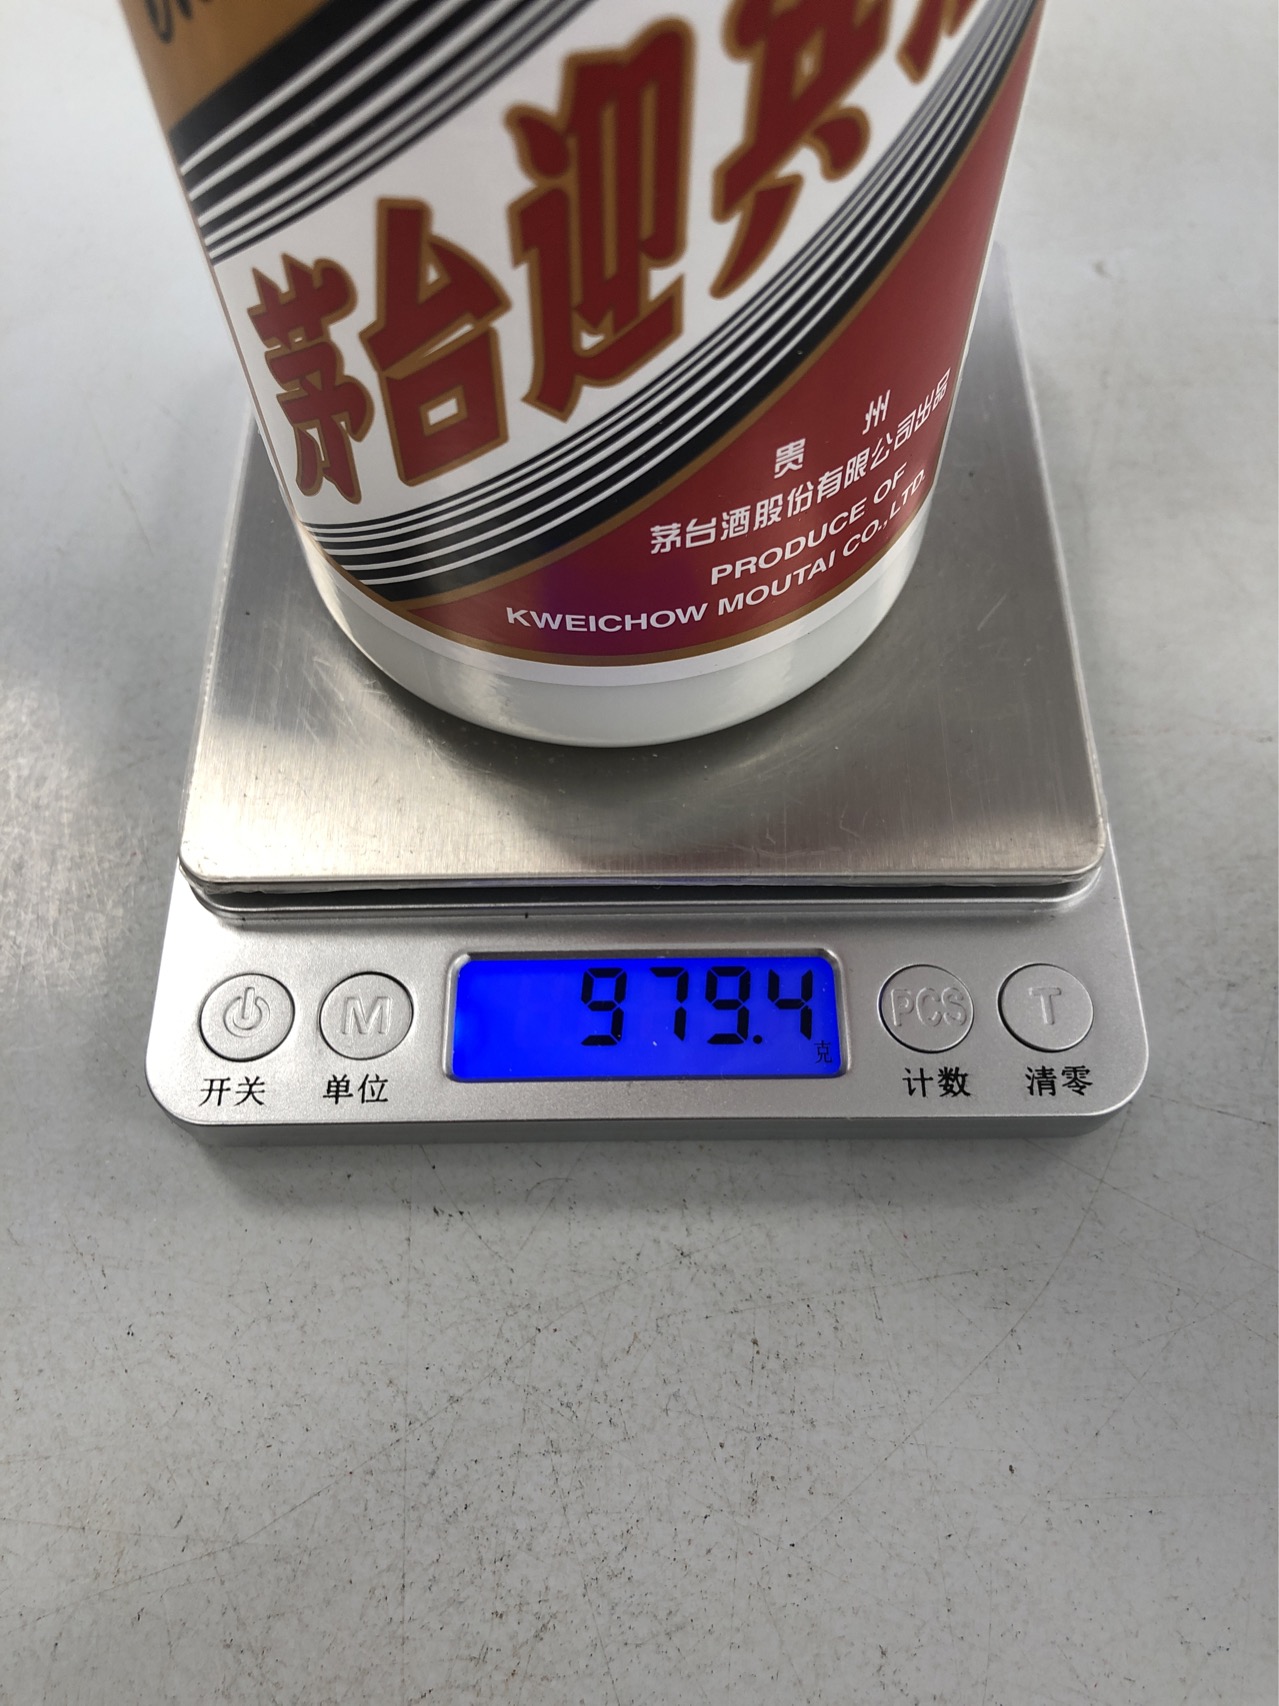 茅台迎宾
贵州
茅台酒股份有限公司出品
PRODUCE OF
KWEICHOW MOUTAI CO.,LTD.
979.4
克
M
PCS
T
开关
单位
计数
清零